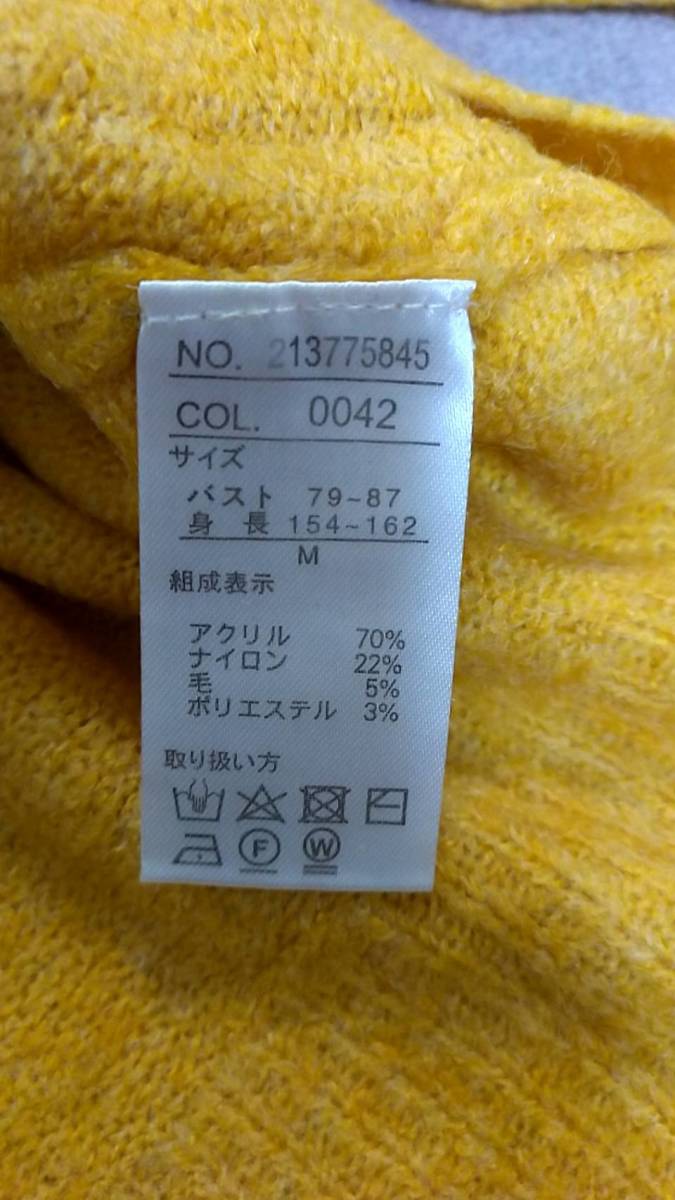 NO. 213775845
COL. 0042
サイズ
バスト 79~87
身 長 154~162
M
組成表示
アクリル 70%
ナイロン 22%
毛 5%
ポリエステル 3%
取り扱い方
F W